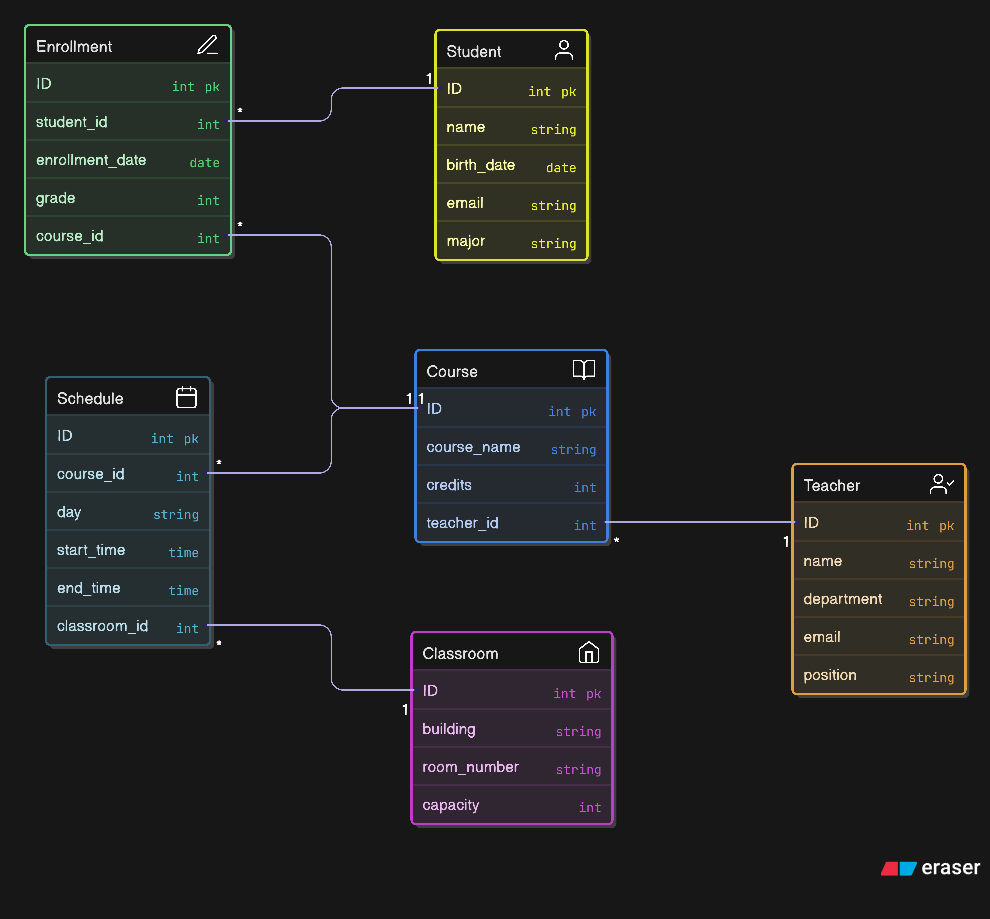 Enrollment
ID int pk
student_id int
enrollment_date date
grade int
course_id int
*
*
Student
1
ID int pk
name string
birth_date date
email string
major string
Schedule
ID int pk
course_id int
day string
start_time time
end_time time
classroom_id int
*
*
Course
1 1
ID int pk
course_name string
credits int
teacher_id int
*
Teacher
ID int pk
1
name string
department string
email string
position string
Classroom
ID int pk
1
building string
room_number string
capacity int
eraser